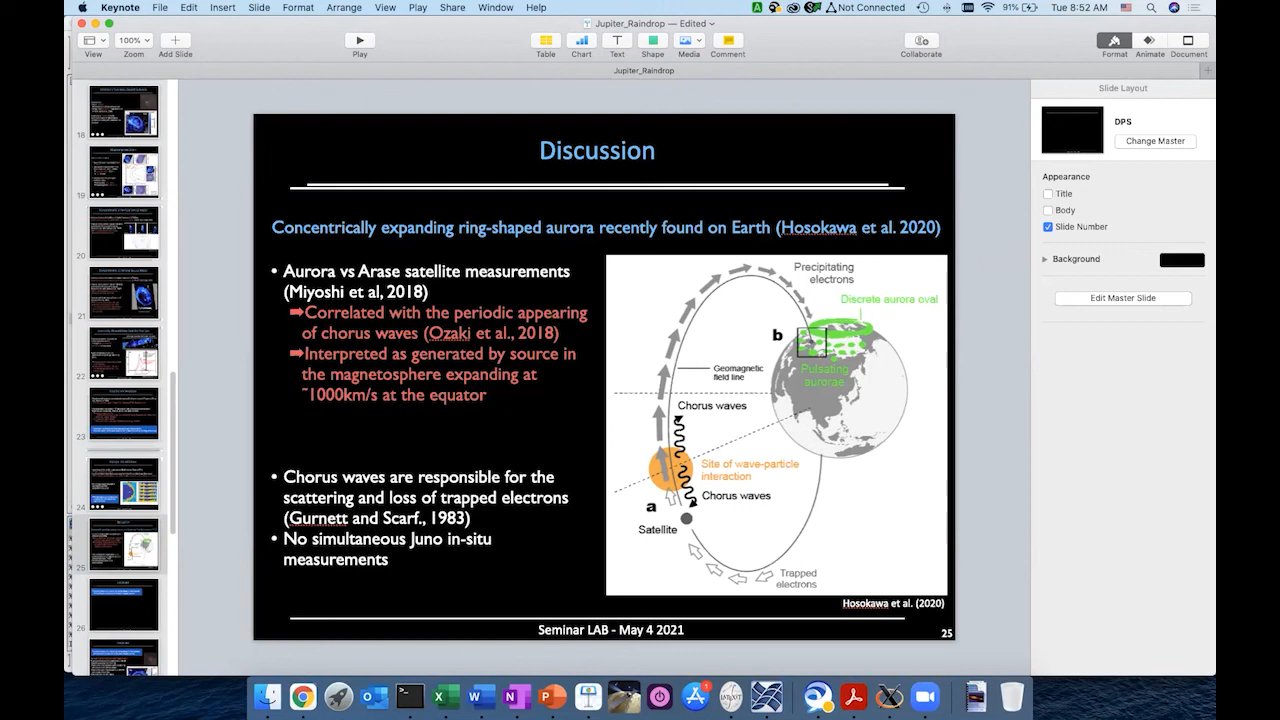 Keynote File Edit Insert Slide Format Arrange View Play Share Window Help Not Connected 91% Tue 8:52 AM
Jupiter_Raindrop — Edited
100%
View Zoom Add Slide Play Table Chart Text Shape Media Comment Collaborate Format Animate Document
Jupiter_Raindrop
Slide Layout
DPS
Change Master
Appearance
Title
Body
Slide Number
Background
Edit Master Slide
18
19
20
21
22
23
24
25
26
Discussion
Concentrically expanding ring-shaped aurora recently found on Earth (Hosokawa et al. 2020)
Aurora vs Arase satellite measurements
(Miyoshi et al, 2018)
➡Correlated with the periodic appearing
of chorus waves (Ozaki et al., 2018)
➡Interpreted as generated by source in
the magnetosphere expanding at
~1000km/s at the equator
Chorus waves are responsible for the
scattering and loss of trapped electrons
(Gurnett and Scarf., 1983)
No simultaneous Juno in-situ
measurements
Precipitating
electrons
Discrete aurora oval
b
Pulsating
aurorae
Geomagnetic
field line
Chorus waves
Site of wave-particle
interaction
Chorus waves
a
Satellite
Trapped
electrons
Hosokawa et al. (2020)
Seminar LAB - May 4 2021
25